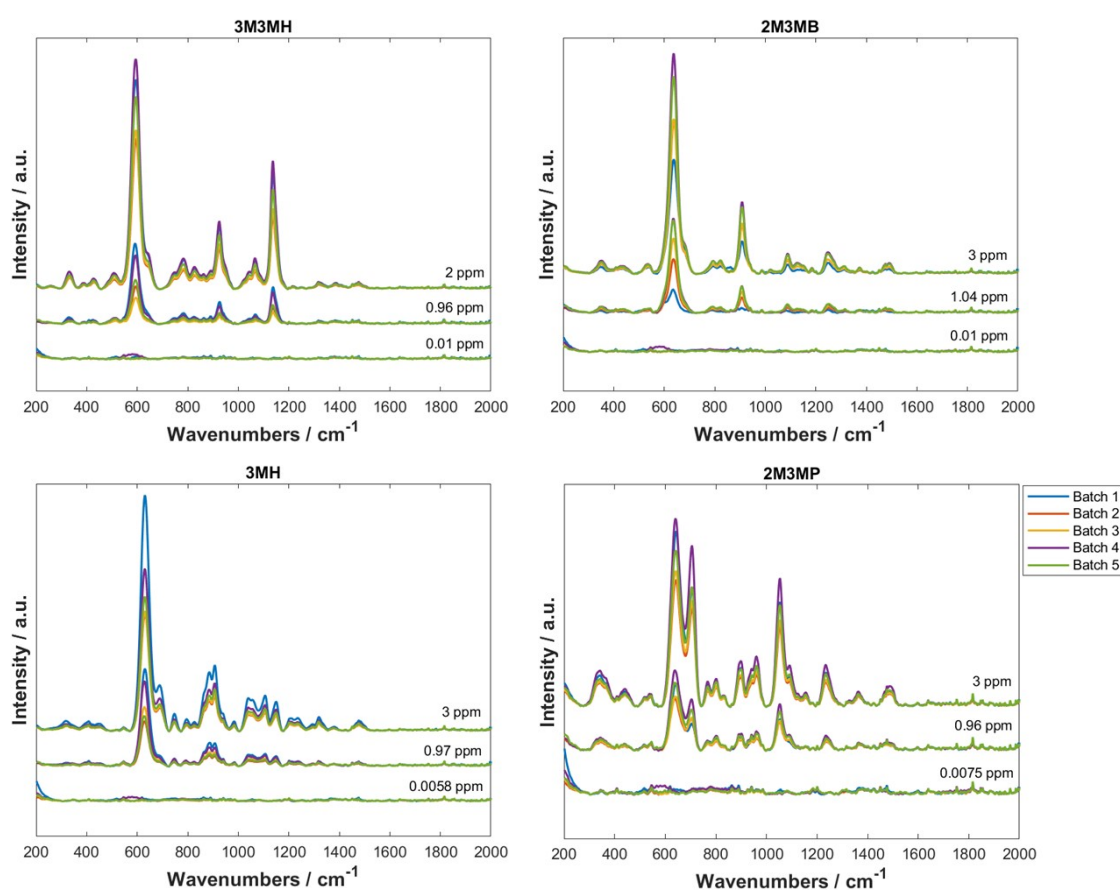 3M3MH
Intensity / a.u.
2 ppm
0.96 ppm
0.01 ppm
200 400 600 800 1000 1200 1400 1600 1800 2000
Wavenumbers / cm⁻¹
2M3MB
Intensity / a.u.
3 ppm
1.04 ppm
0.01 ppm
200 400 600 800 1000 1200 1400 1600 1800 2000
Wavenumbers / cm⁻¹
3MH
Intensity / a.u.
3 ppm
0.97 ppm
0.0058 ppm
200 400 600 800 1000 1200 1400 1600 1800 2000
Wavenumbers / cm⁻¹
2M3MP
Intensity / a.u.
3 ppm
0.96 ppm
0.0075 ppm
200 400 600 800 1000 1200 1400 1600 1800 2000
Wavenumbers / cm⁻¹
Batch 1
Batch 2
Batch 3
Batch 4
Batch 5